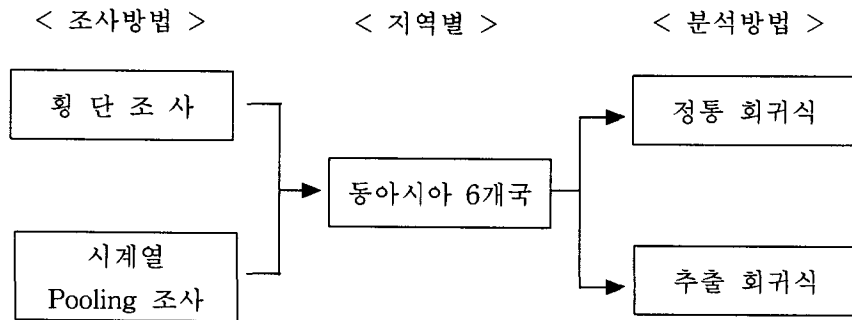 < 조사방법 > < 지역별 > < 분석방법 >
횡 단 조 사
정통 회귀식
동아시아 6개국
시계열
Pooling 조사
추출 회귀식